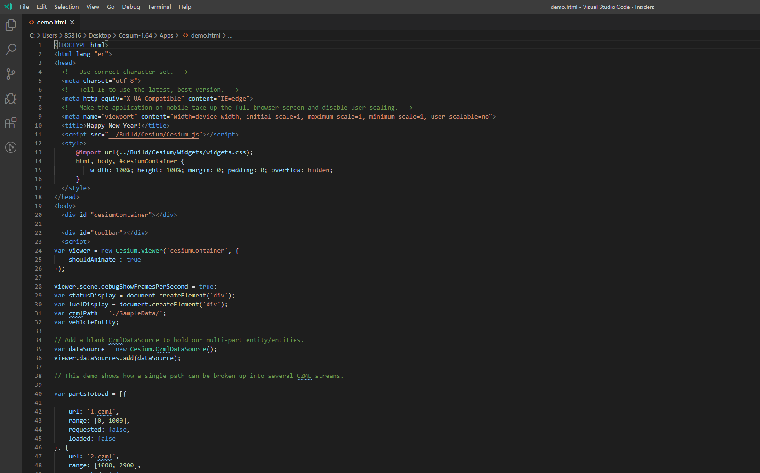 File Edit Selection View Go Debug Terminal Help
demo.html - Visual Studio Code - Insiders
demo.html
C: > Users > 85816 > Desktop > Cesium-1.64 > Apps > demo.html > ...
1 <!DOCTYPE html>
2 <html lang="en">
3 <head>
4 <!-- Use correct character set. -->
5 <meta charset="utf-8">
6 <!-- Tell IE to use the latest, best version. -->
7 <meta http-equiv="X-UA-Compatible" content="IE=edge">
8 <!-- Make the application on mobile take up the full browser screen and disable user scaling. -->
9 <meta name="viewport" content="width=device-width, initial-scale=1, maximum-scale=1, minimum-scale=1, user-scalable=no">
10 <title>Happy New Year!</title>
11 <script src="../Build/Cesium/Cesium.js"></script>
12 <style>
13 @import url(../Build/Cesium/Widgets/widgets.css);
14 html, body, #cesiumContainer {
15 width: 100%; height: 100%; margin: 0; padding: 0; overflow: hidden;
16 }
17 </style>
18 </head>
19 <body>
20 <div id="cesiumContainer"></div>
21
22 <div id="toolbar"></div>
23 <script>
24 var viewer = new Cesium.Viewer('cesiumContainer', {
25 shouldAnimate : true
26 });
27
28 viewer.scene.debugShowFramesPerSecond = true;
29 var statusDisplay = document.createElement('div');
30 var fuelDisplay = document.createElement('div');
31 var czmlPath = './SampleData/';
32 var vehicleEntity;
33
34 // Add a blank CzmlDataSource to hold our multi-part entity/entities.
35 var dataSource = new Cesium.CzmlDataSource();
36 viewer.dataSources.add(dataSource);
37
38 // This demo shows how a single path can be broken up into several CZML streams.
39
40 var partsToLoad = [{
41
42 url: '1.czml',
43 range: [0, 1000],
44 requested: false,
45 loaded: false
46 }, {
47 url: '2.czml',
48 range: [1000, 2000],